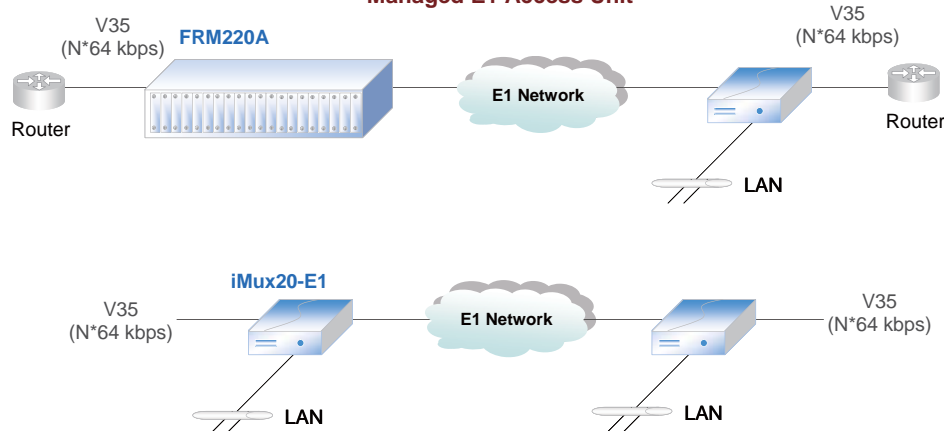 Managed E1 Access Unit
V35
(N*64 kbps)
FRM220A
V35
(N*64 kbps)
E1 Network
Router
Router
LAN
iMux20-E1
V35
(N*64 kbps)
E1 Network
V35
(N*64 kbps)
LAN
LAN